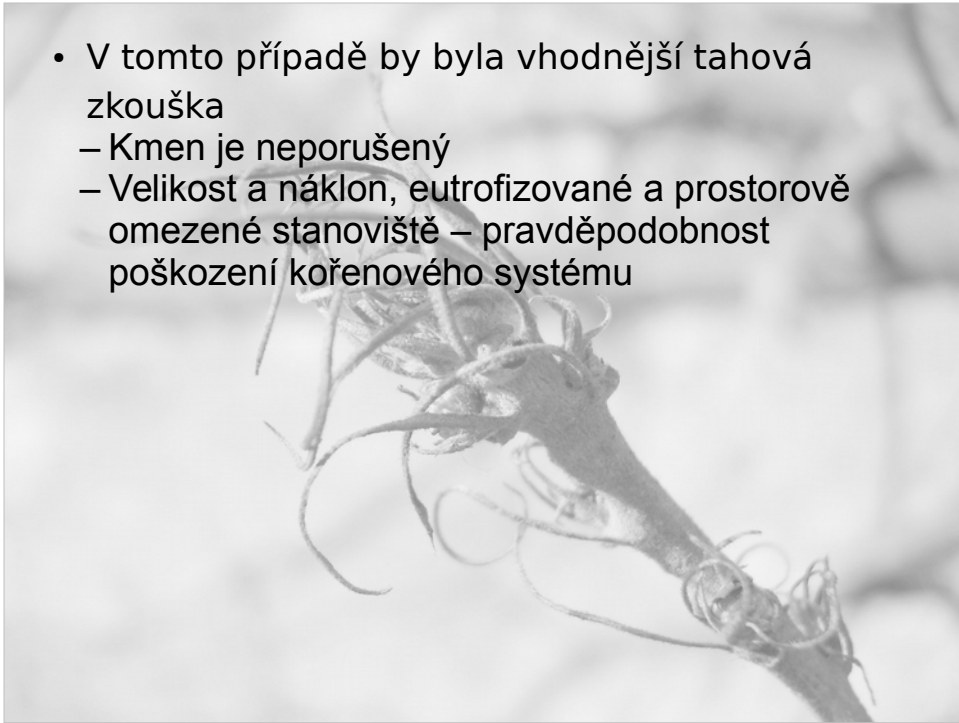 • V tomto případě by byla vhodnější tahová
zkouška
– Kmen je neporušený
– Velikost a náklon, eutrofizované a prostorově
omezené stanoviště – pravděpodobnost
poškození kořenového systému